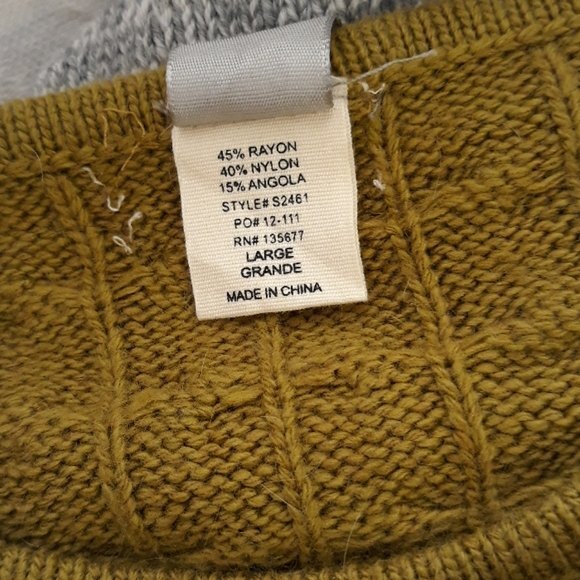 45% RAYON
40% NYLON
15% ANGOLA
STYLE# S2461
PO# 12-111
RN# 135677
LARGE
GRANDE
MADE IN CHINA